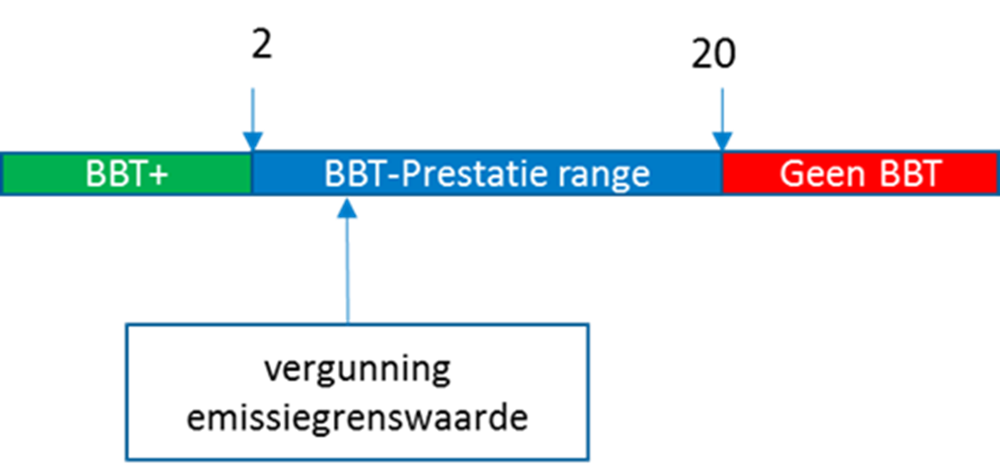 2
20
BBT+
BBT-Prestatie range
Geen BBT
vergunning
emissiegrenswaarde